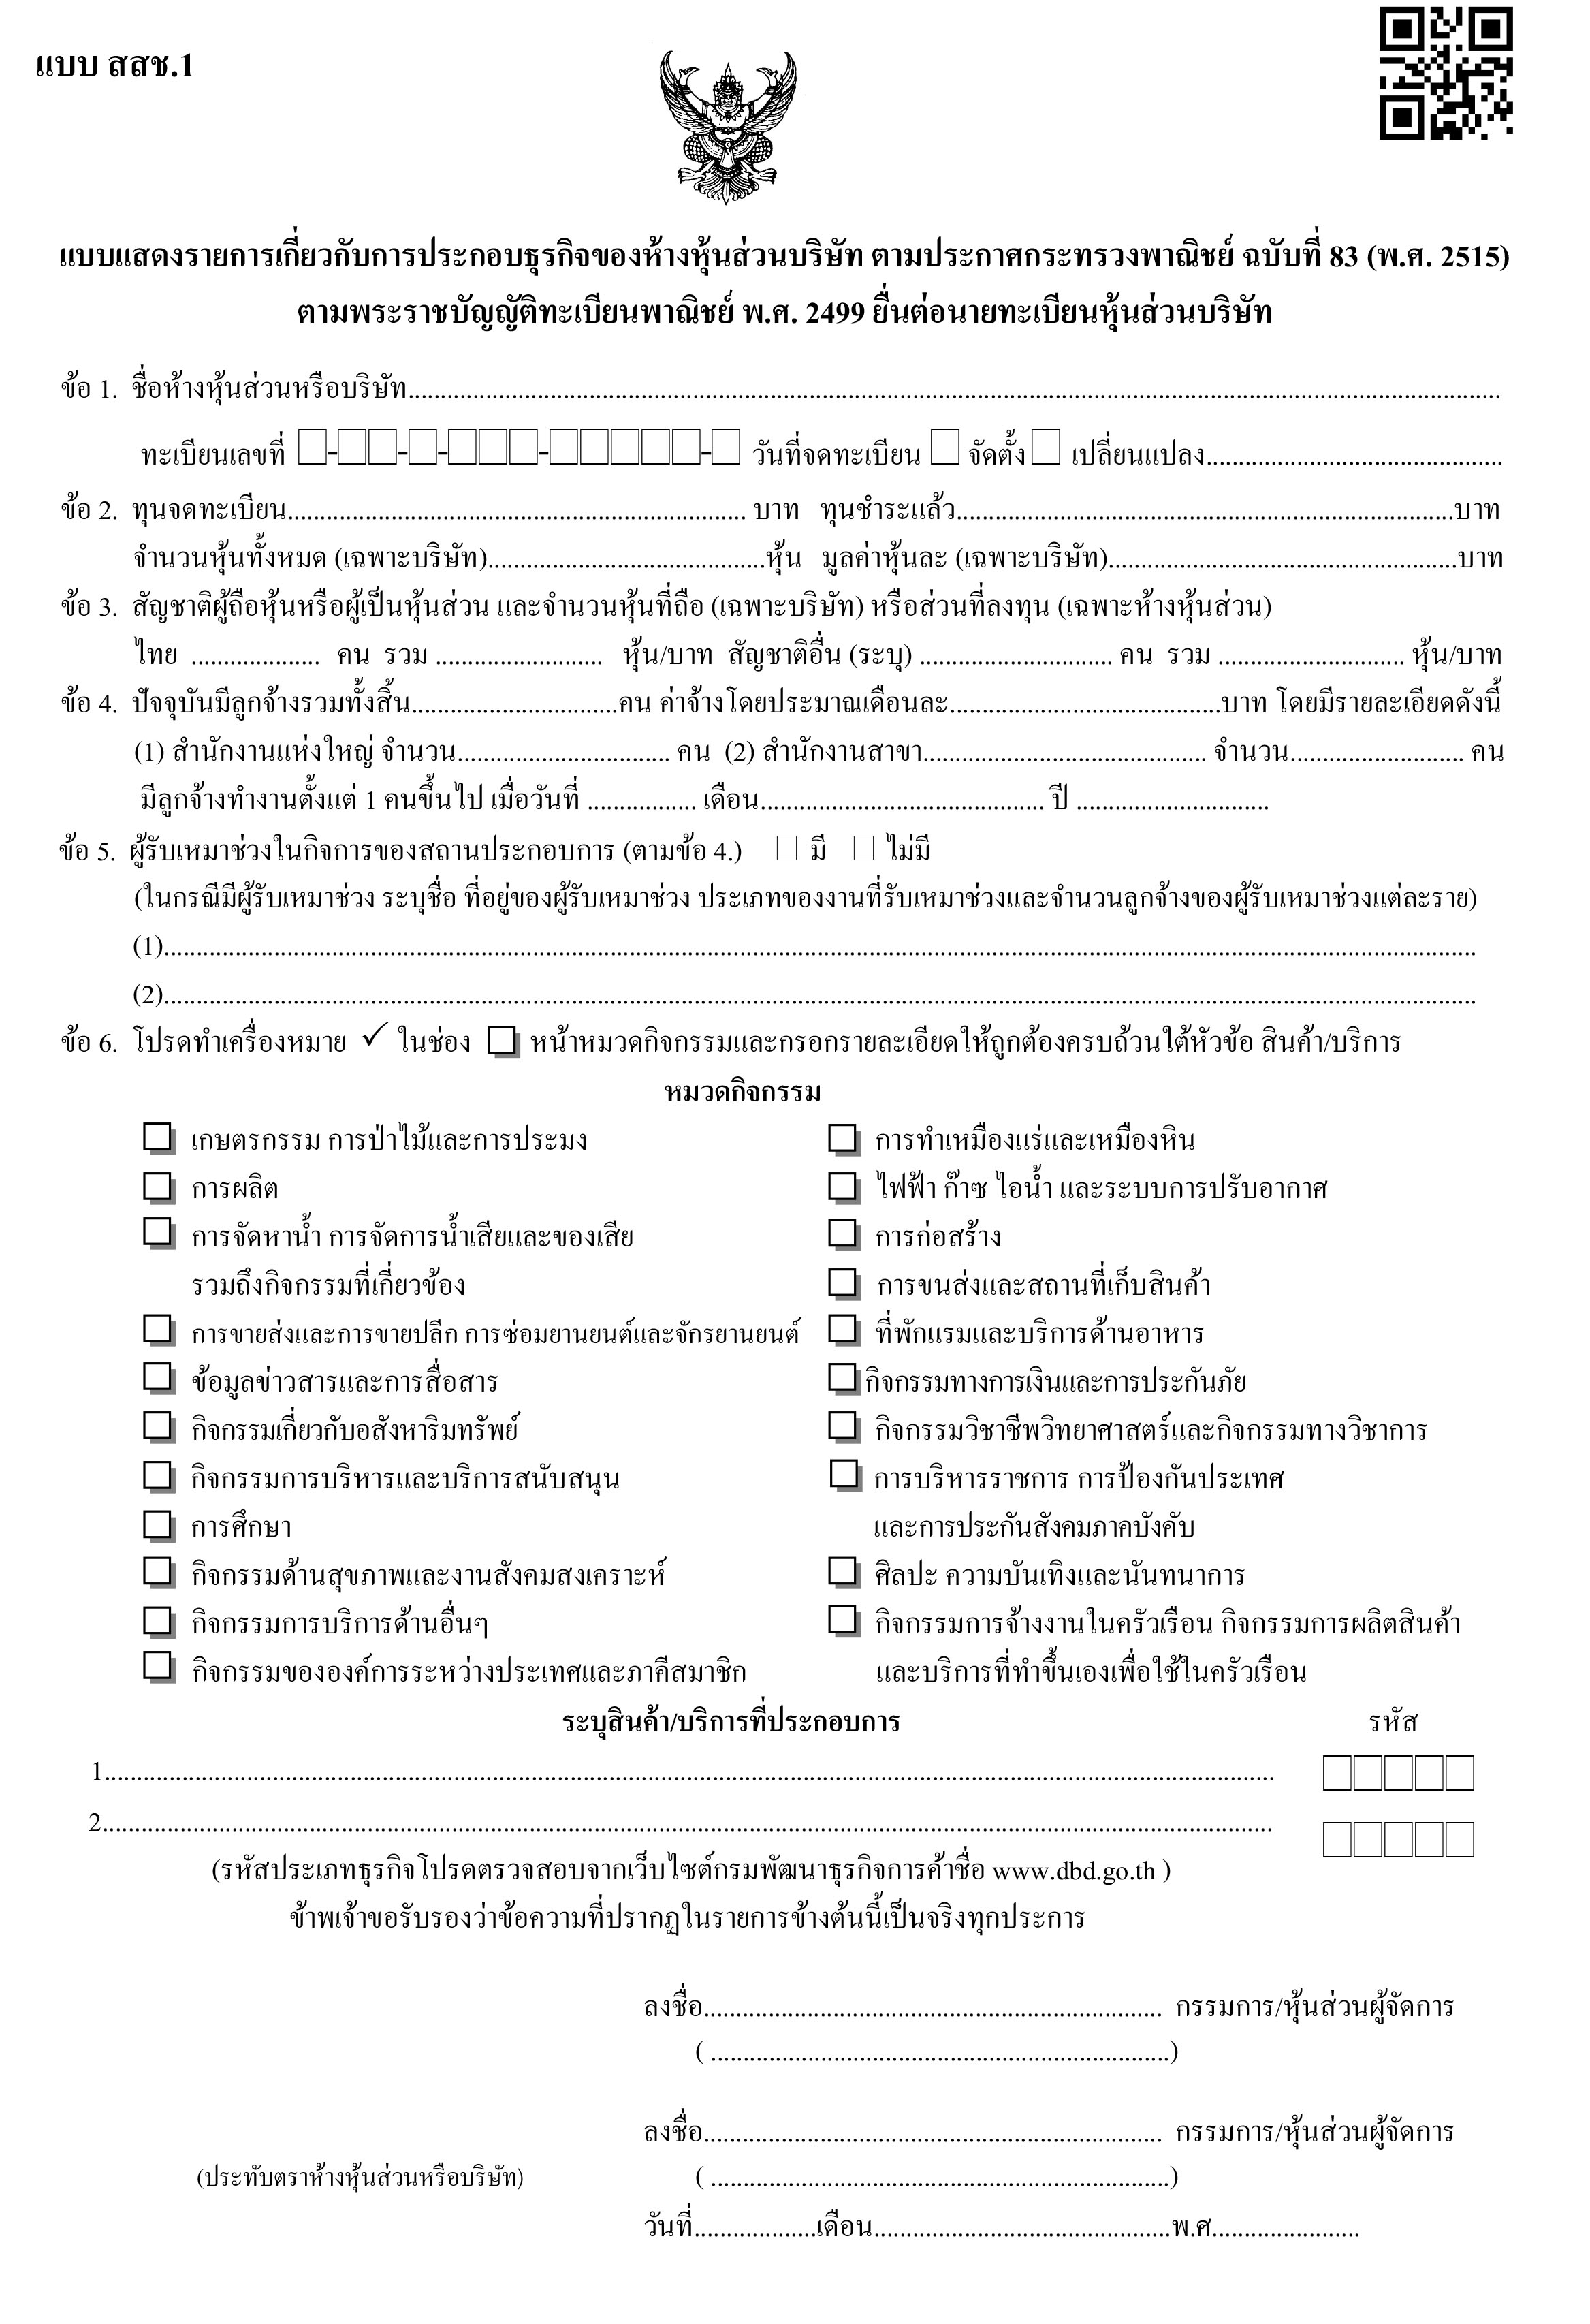 แบบ สสช.1
แบบแสดงรายการเกี่ยวกับการประกอบธุรกิจของห้างหุ้นส่วนบริษัท ตามประกาศกระทรวงพาณิชย์ ฉบับที่ 83 (พ.ศ. 2515)
ตามพระราชบัญญัติทะเบียนพาณิชย์ พ.ศ. 2499 ยื่นต่อนายทะเบียนหุ้นส่วนบริษัท
ข้อ 1. ชื่อห้างหุ้นส่วนหรือบริษัท..........................................................................
ทะเบียนเลขที่ □-□□-□-□□□-□□□□□-□ วันที่จดทะเบียน □ จัดตั้ง □ เปลี่ยนแปลง..............................................
ข้อ 2. ทุนจดทะเบียน....................................................................... บาท ทุนชำระแล้ว.............................................................................บาท
จำนวนหุ้นทั้งหมด (เฉพาะบริษัท)...........................................หุ้น มูลค่าหุ้นละ (เฉพาะบริษัท)......................................................บาท
ข้อ 3. สัญชาติผู้ถือหุ้นหรือผู้เป็นหุ้นส่วน และจำนวนหุ้นที่ถือ (เฉพาะบริษัท) หรือส่วนที่ลงทุน (เฉพาะห้างหุ้นส่วน)
ไทย .................... คน รวม .......................... หุ้น/บาท สัญชาติอื่น (ระบุ) .............................. คน รวม ............................. หุ้น/บาท
ข้อ 4. ปัจจุบันมีลูกจ้างรวมทั้งสิ้น................................คน ค่าจ้างโดยประมาณเดือนละ..........................................บาท โดยมีรายละเอียดดังนี้
(1) สำนักงานแห่งใหญ่ จำนวน................................. คน (2) สำนักงานสาขา............................................ จำนวน........................... คน
มีลูกจ้างทำงานตั้งแต่ 1 คนขึ้นไป เมื่อวันที่ ................. เดือน............................................ ปี ..............................
ข้อ 5. ผู้รับเหมาช่วงในกิจการของสถานประกอบการ (ตามข้อ 4.) □ มี □ ไม่มี
(ในกรณีมีผู้รับเหมาช่วง ระบุชื่อ ที่อยู่ของผู้รับเหมาช่วง ประเภทของงานที่รับเหมาช่วงและจำนวนลูกจ้างของผู้รับเหมาช่วงแต่ละราย)
(1)..........................................................................
(2)..........................................................................
ข้อ 6. โปรดทำเครื่องหมาย ✓ ในช่อง □ หน้าหมวดกิจกรรมและกรอกรายละเอียดให้ถูกต้องครบถ้วนใต้หัวข้อ สินค้า/บริการ
หมวดกิจกรรม
□ เกษตรกรรม การป่าไม้และการประมง □ การทำเหมืองแร่และเหมืองหิน
□ การผลิต □ ไฟฟ้า ก๊าซ ไอน้ำ และระบบการปรับอากาศ
□ การจัดหาน้ำ การจัดการน้ำเสียและของเสีย □ การก่อสร้าง
รวมถึงกิจกรรมที่เกี่ยวข้อง □ การขนส่งและสถานที่เก็บสินค้า
□ การขายส่งและการขายปลีก การซ่อมยานยนต์และจักรยานยนต์ □ ที่พักแรมและบริการด้านอาหาร
□ ข้อมูลข่าวสารและการสื่อสาร □ กิจกรรมทางการเงินและการประกันภัย
□ กิจกรรมเกี่ยวกับอสังหาริมทรัพย์ □ กิจกรรมวิชาชีพวิทยาศาสตร์และกิจกรรมทางวิชาการ
□ กิจกรรมการบริหารและบริการสนับสนุน □ การบริหารราชการ การป้องกันประเทศ
□ การศึกษา และการประกันสังคมภาคบังคับ
□ กิจกรรมด้านสุขภาพและงานสังคมสงเคราะห์ □ ศิลปะ ความบันเทิงและนันทนาการ
□ กิจกรรมการบริการด้านอื่นๆ □ กิจกรรมการจ้างงานในครัวเรือน กิจกรรมการผลิตสินค้า
□ กิจกรรมขององค์การระหว่างประเทศและภาคีสมาชิก และบริการที่ทำขึ้นเองเพื่อใช้ในครัวเรือน
ระบุสินค้า/บริการที่ประกอบการ รหัส
1.......................................................................... □□□□□
2.......................................................................... □□□□□
(รหัสประเภทธุรกิจโปรดตรวจสอบจากเว็บไซต์กรมพัฒนาธุรกิจการค้าชื่อ www.dbd.go.th )
ข้าพเจ้าขอรับรองว่าข้อความที่ปรากฏในรายการข้างต้นนี้เป็นจริงทุกประการ
ลงชื่อ....................................................................... กรรมการ/หุ้นส่วนผู้จัดการ
( .......................................................................)
ลงชื่อ....................................................................... กรรมการ/หุ้นส่วนผู้จัดการ
(ประทับตราห้างหุ้นส่วนหรือบริษัท) ( .......................................................................)
วันที่...................เดือน..............................................พ.ศ.......................